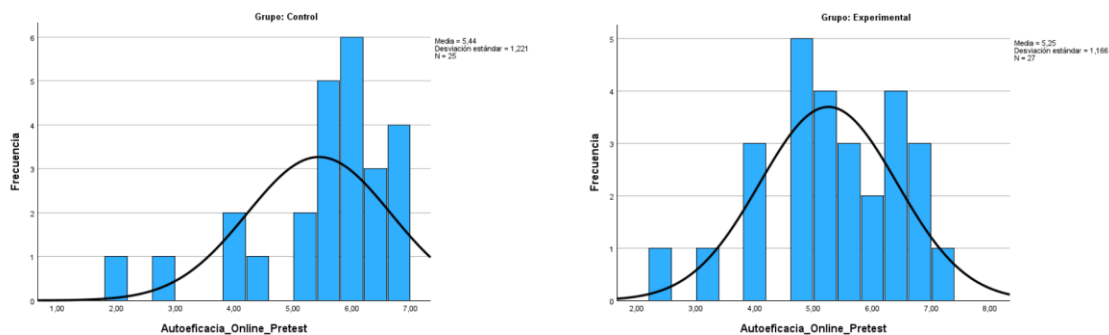 Grupo: Control
Media = 5,44
Desviación estándar = 1,221
N = 25
Frecuencia
6
5
4
3
2
1
0
1,00 2,00 3,00 4,00 5,00 6,00 7,00
Autoeficacia_Online_Pretest
Grupo: Experimental
Media = 5,25
Desviación estándar = 1,166
N = 27
Frecuencia
5
4
3
2
1
0
2,00 3,00 4,00 5,00 6,00 7,00 8,00
Autoeficacia_Online_Pretest